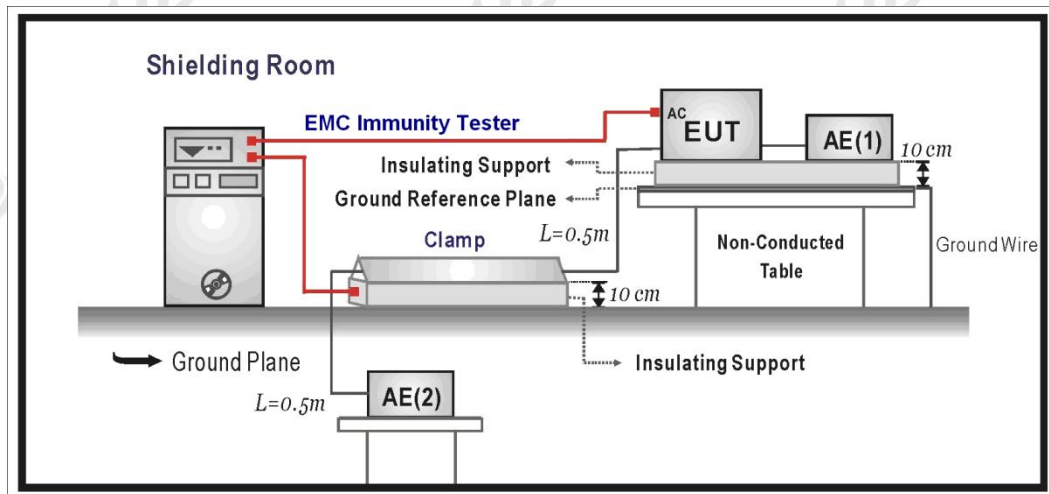 Shielding Room
EMC Immunity Tester
AC
EUT
AE(1)
10 cm
Insulating Support
Ground Reference Plane
L=0.5m
Clamp
Non-Conducted
Table
Ground Wire
10 cm
Ground Plane
Insulating Support
L=0.5m
AE(2)